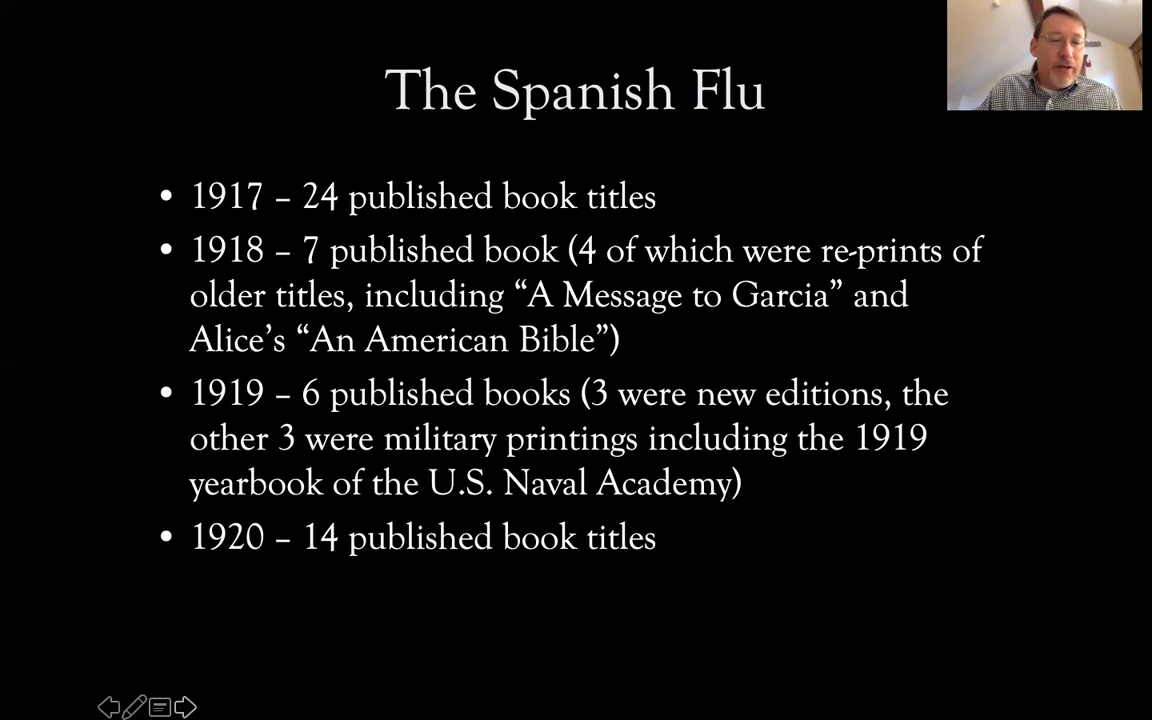 The Spanish Flu
• 1917 – 24 published book titles
• 1918 – 7 published book (4 of which were re-prints of
older titles, including “A Message to Garcia” and
Alice’s “An American Bible”)
• 1919 – 6 published books (3 were new editions, the
other 3 were military printings including the 1919
yearbook of the U.S. Naval Academy)
• 1920 – 14 published book titles